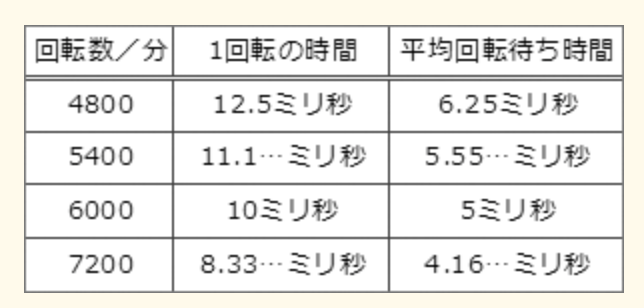 回転数／分 1回転の時間 平均回転待ち時間
4800 12.5ミリ秒 6.25ミリ秒
5400 11.1…ミリ秒 5.55…ミリ秒
6000 10ミリ秒 5ミリ秒
7200 8.33…ミリ秒 4.16…ミリ秒